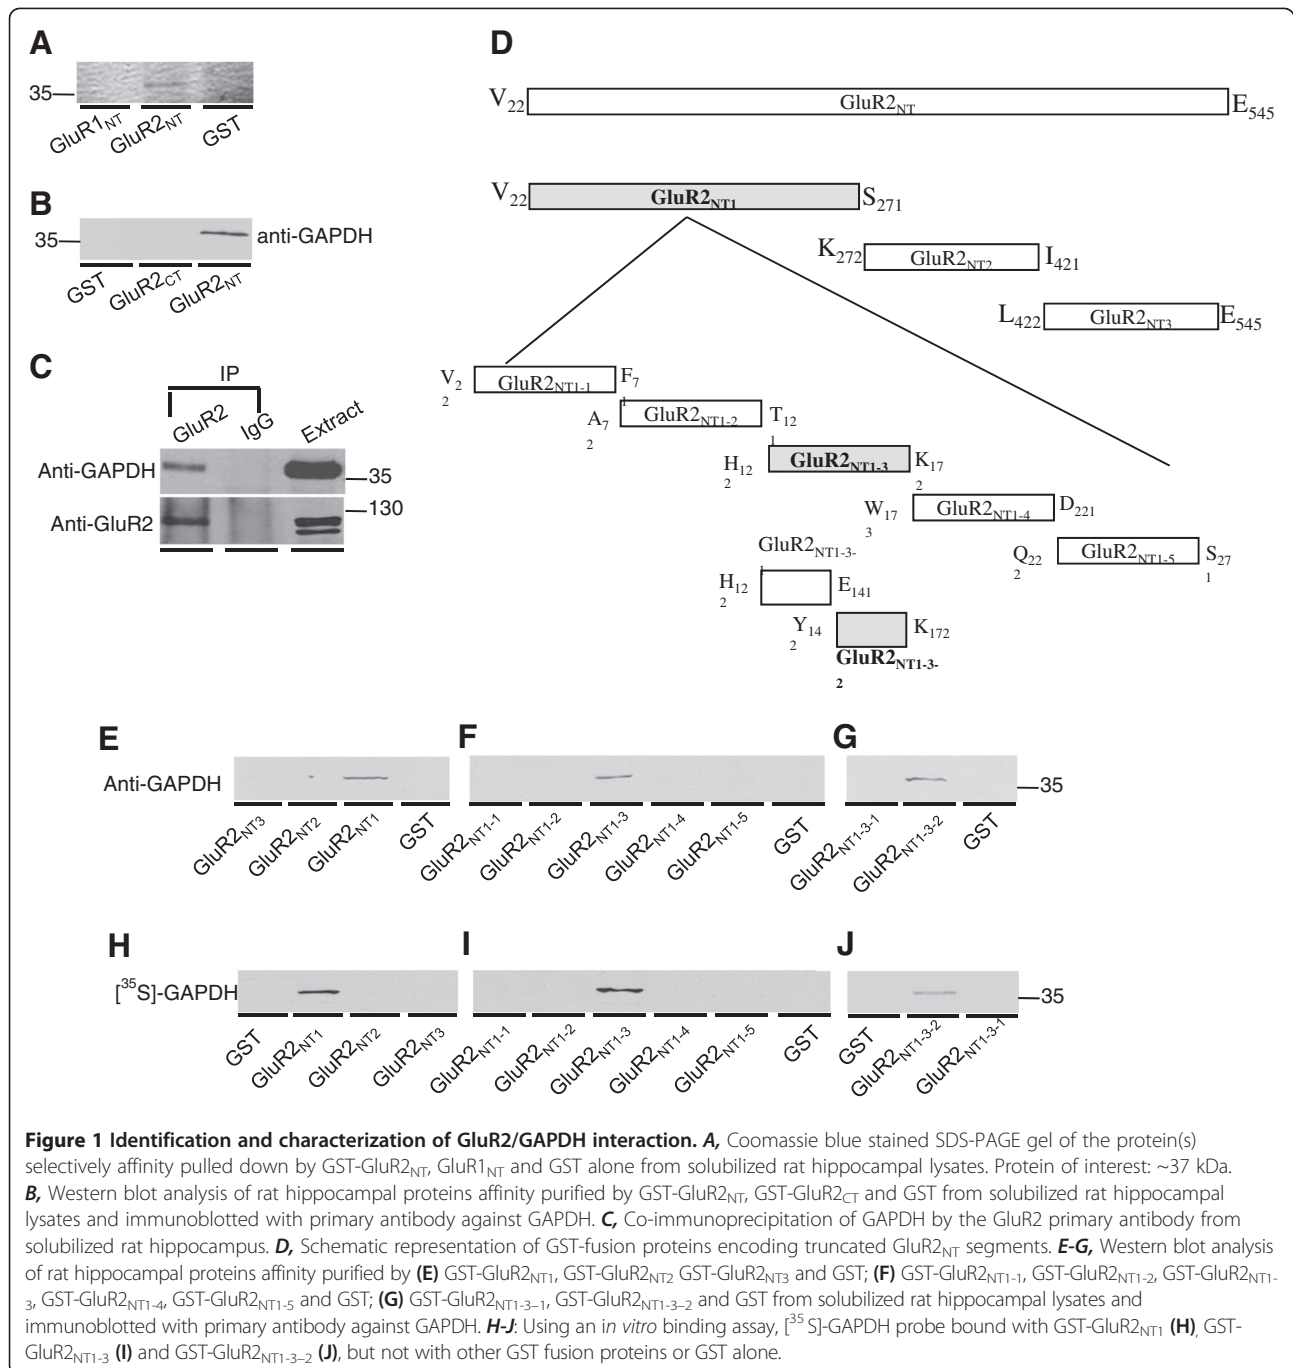 A
35
GluR1NT GluR2NT GST
B
35
anti-GAPDH
GST GluR2CT GluR2NT
C
IP
GluR2 IgG Extract
Anti-GAPDH
35
130
Anti-GluR2
D
V22 GluR2NT E545
V22 GluR2NT1 S271
K272 GluR2NT2 I421
L422 GluR2NT3 E545
V22 GluR2NT1-1 F71
A72 GluR2NT1-2 T121
H122 GluR2NT1-3 K172
W173 GluR2NT1-4 D221
Q222 GluR2NT1-5 S271
GluR2NT1-3-1
H122 E141
Y142 K172
GluR2NT1-3-2
E F G
Anti-GAPDH
35
GluR2NT3 GluR2NT2 GluR2NT1 GST GluR2NT1-1 GluR2NT1-2 GluR2NT1-3 GluR2NT1-4 GluR2NT1-5 GST GluR2NT1-3-1 GluR2NT1-3-2 GST
H I J
[35S]-GAPDH
35
GST GluR2NT1 GluR2NT2 GluR2NT3 GluR2NT1-1 GluR2NT1-2 GluR2NT1-3 GluR2NT1-4 GluR2NT1-5 GST GST GluR2NT1-3-2 GluR2NT1-3-1
Figure 1 Identification and characterization of GluR2/GAPDH interaction. A, Coomassie blue stained SDS-PAGE gel of the protein(s)
selectively affinity pulled down by GST-GluR2NT, GluR1NT and GST alone from solubilized rat hippocampal lysates. Protein of interest: ~37 kDa.
B, Western blot analysis of rat hippocampal proteins affinity purified by GST-GluR2NT, GST-GluR2CT and GST from solubilized rat hippocampal
lysates and immunoblotted with primary antibody against GAPDH. C, Co-immunoprecipitation of GAPDH by the GluR2 primary antibody from
solubilized rat hippocampus. D, Schematic representation of GST-fusion proteins encoding truncated GluR2NT segments. E-G, Western blot analysis
of rat hippocampal proteins affinity purified by (E) GST-GluR2NT1, GST-GluR2NT2 GST-GluR2NT3 and GST; (F) GST-GluR2NT1-1, GST-GluR2NT1-2, GST-GluR2NT1-
3, GST-GluR2NT1-4, GST-GluR2NT1-5 and GST; (G) GST-GluR2NT1-3–1, GST-GluR2NT1-3–2 and GST from solubilized rat hippocampal lysates and
immunoblotted with primary antibody against GAPDH. H-J: Using an in vitro binding assay, [35 S]-GAPDH probe bound with GST-GluR2NT1 (H), GST-
GluR2NT1-3 (I) and GST-GluR2NT1-3–2 (J), but not with other GST fusion proteins or GST alone.